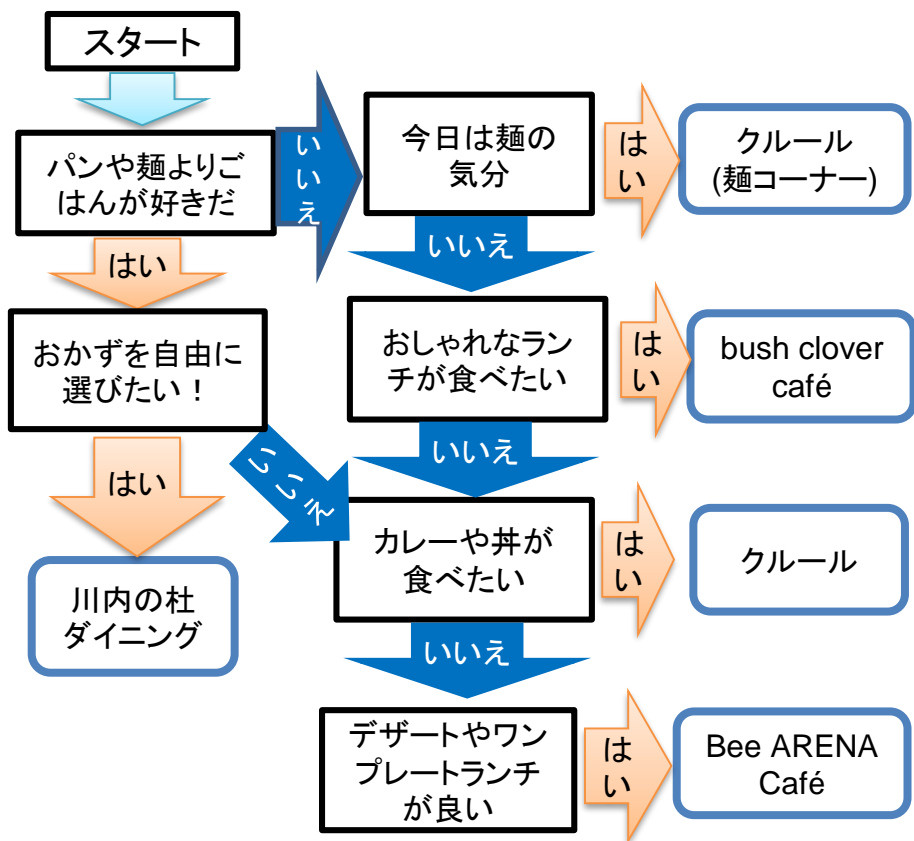 スタート
パンや麺よりご
はんが好きだ
いいえ
今日は麺の
気分
はい
クルール
(麺コーナー)
はい
いいえ
おかずを自由に
選びたい！
おしゃれなラン
チが食べたい
はい
bush clover
café
はい
いいえ
いいえ
カレーや丼が
食べたい
はい
クルール
川内の杜
ダイニング
いいえ
デザートやワン
プレートランチ
が良い
はい
Bee ARENA
Café